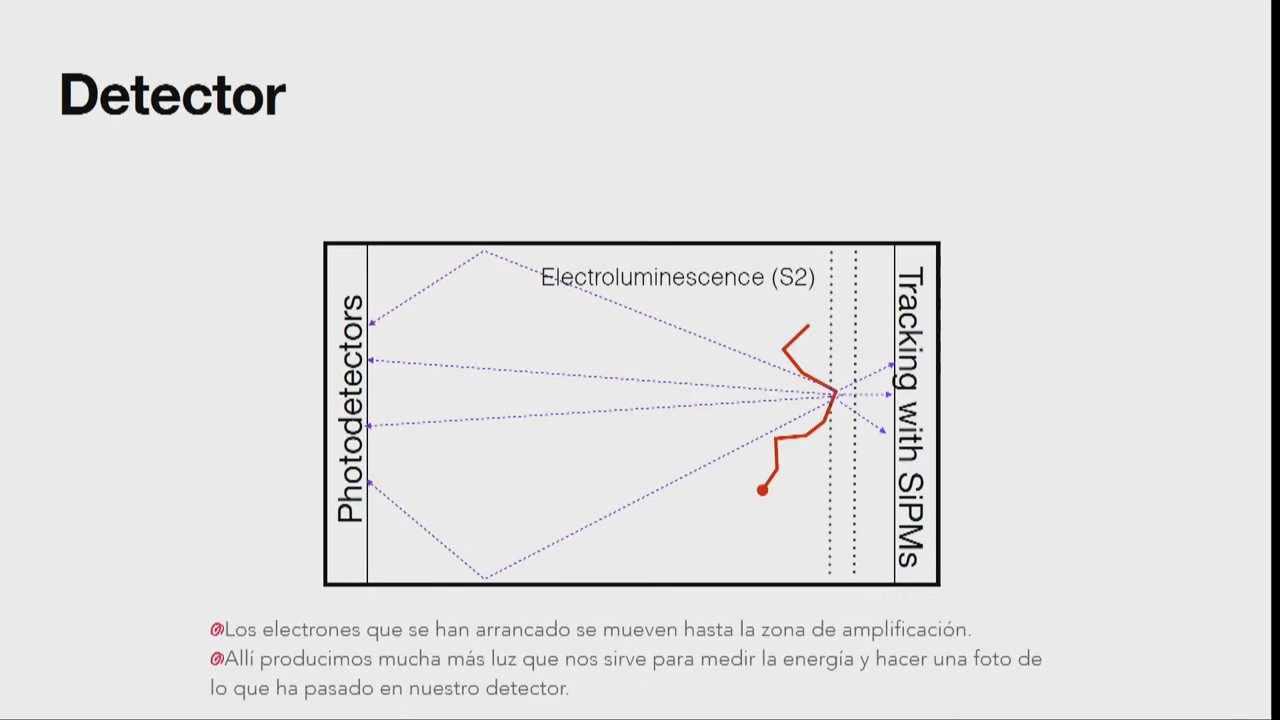 Detector
Electroluminescence (S2)
Photodetectors
Tracking with SiPMs
Los electrones que se han arrancado se mueven hasta la zona de amplificación.
Allí producimos mucha más luz que nos sirve para medir la energía y hacer una foto de
lo que ha pasado en nuestro detector.